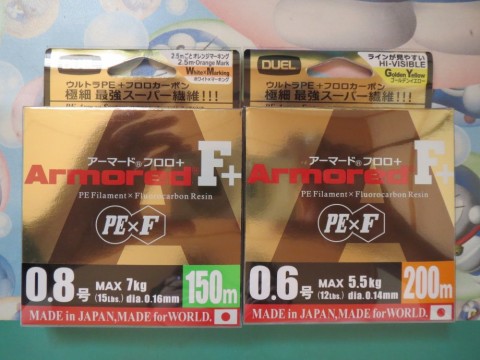 DUEL
2.5mごとオレンジマーキング
2.5m Orange Mark
White×Marking
ホワイト×マーキング
ウルトラPE+フロロカーボン
極細 最強スーパー繊維!!!
アーマード®フロロ+
Armored F+
PE Filament×Fluorocarbon Resin
PE×F
0.8号
MAX 7kg
(15Lbs.) dia.0.16mm
150m
MADE in JAPAN, MADE for WORLD.
DUEL
ラインが見やすい
HI-VISIBLE
Golden Yellow
ゴールデンイエロー
ウルトラPE+フロロカーボン
極細 最強スーパー繊維!!!
アーマード®フロロ+
Armored F+
PE Filament×Fluorocarbon Resin
PE×F
0.6号
MAX 5.5kg
(12Lbs.) dia.0.14mm
200m
MADE in JAPAN, MADE for WORLD.